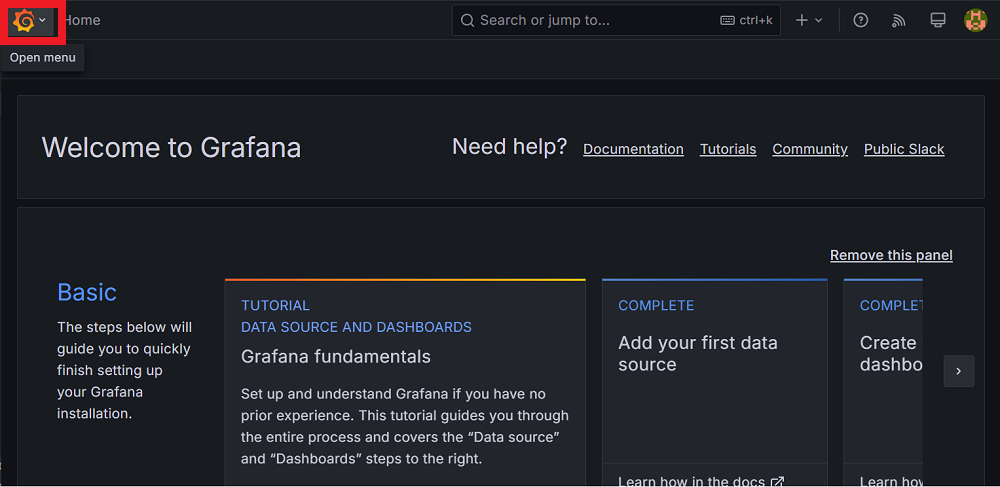 Home
Search or jump to...
ctrl+k
Open menu
Welcome to Grafana
Need help?
Documentation
Tutorials
Community
Public Slack
Remove this panel
Basic
The steps below will
guide you to quickly
finish setting up
your Grafana
installation.
TUTORIAL
DATA SOURCE AND DASHBOARDS
Grafana fundamentals
Set up and understand Grafana if you have no
prior experience. This tutorial guides you through
the entire process and covers the “Data source”
and “Dashboards” steps to the right.
COMPLETE
Add your first data
source
Learn how in the docs
COMPLET
Create
dashbo
Learn how